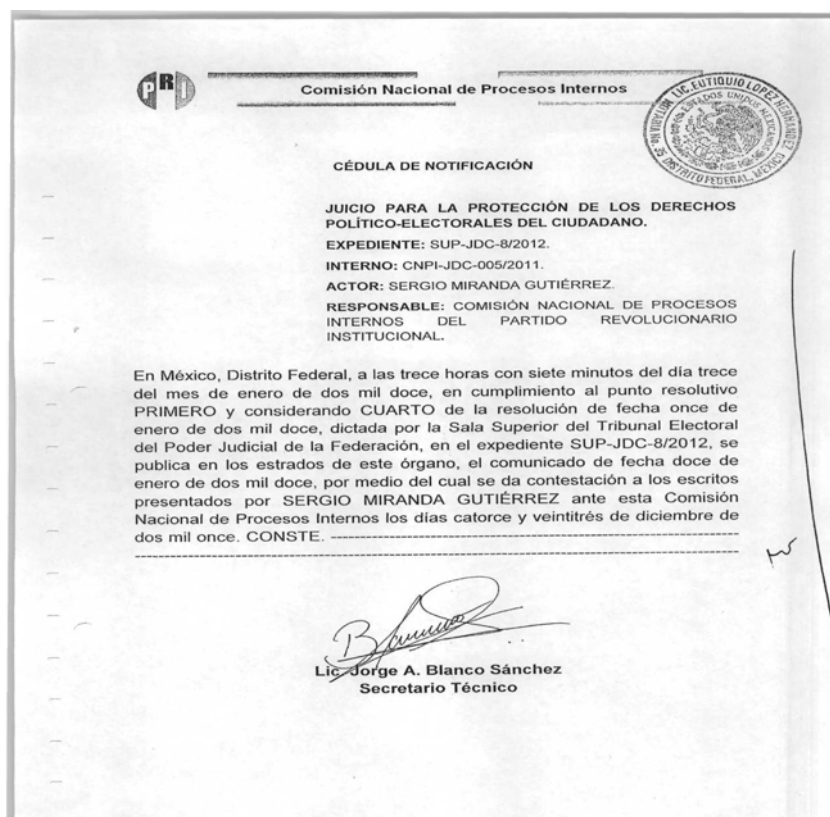 PRI
Comisión Nacional de Procesos Internos
LIC. EUTIQUIO LOPEZ HERNANDEZ
ESTADOS UNIDOS MEXICANOS
DISTRITO FEDERAL, MEXICO
CÉDULA DE NOTIFICACIÓN
JUICIO PARA LA PROTECCIÓN DE LOS DERECHOS
POLÍTICO-ELECTORALES DEL CIUDADANO.
EXPEDIENTE: SUP-JDC-8/2012.
INTERNO: CNPI-JDC-005/2011.
ACTOR: SERGIO MIRANDA GUTIÉRREZ.
RESPONSABLE: COMISIÓN NACIONAL DE PROCESOS
INTERNOS DEL PARTIDO REVOLUCIONARIO
INSTITUCIONAL.
En México, Distrito Federal, a las trece horas con siete minutos del día trece
del mes de enero de dos mil doce, en cumplimiento al punto resolutivo
PRIMERO y considerando CUARTO de la resolución de fecha once de
enero de dos mil doce, dictada por la Sala Superior del Tribunal Electoral
del Poder Judicial de la Federación, en el expediente SUP-JDC-8/2012, se
publica en los estrados de este órgano, el comunicado de fecha doce de
enero de dos mil doce, por medio del cual se da contestación a los escritos
presentados por SERGIO MIRANDA GUTIÉRREZ ante esta Comisión
Nacional de Procesos Internos los días catorce y veintitrés de diciembre de
dos mil once. CONSTE. ---------------------------------------------------
Lic. Jorge A. Blanco Sánchez
Secretario Técnico